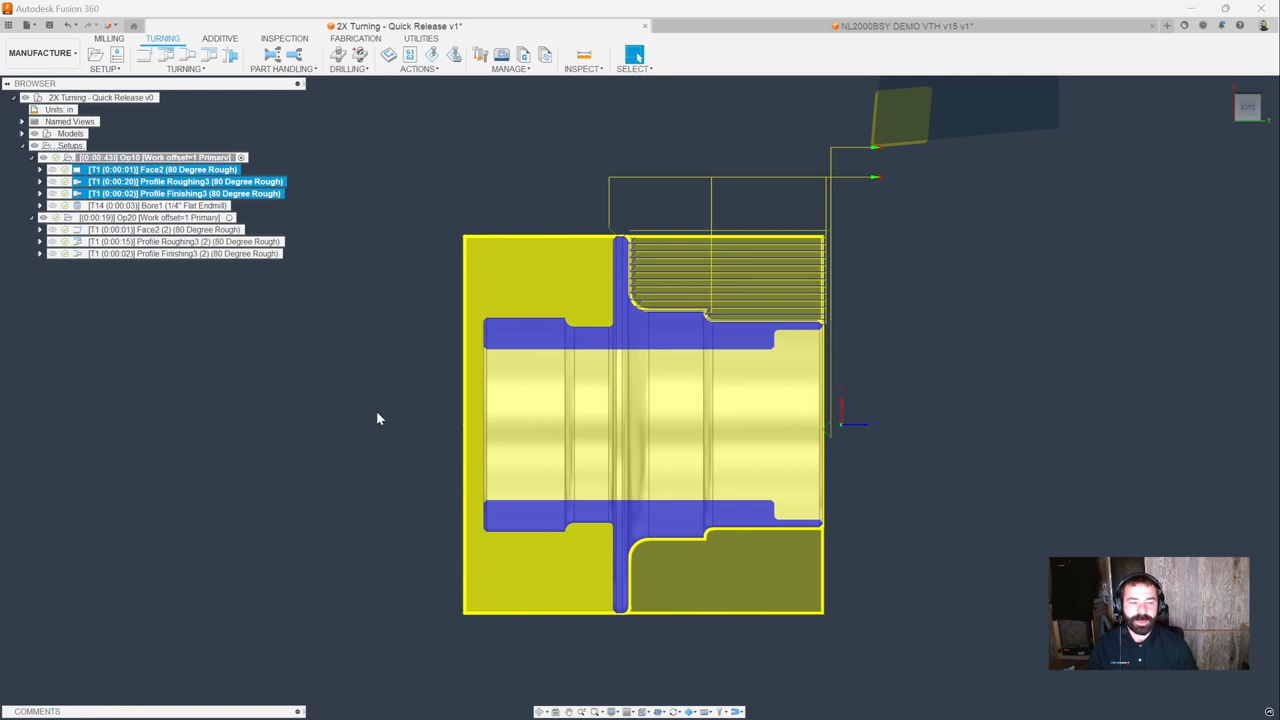 Autodesk Fusion 360
2X Turning - Quick Release v1*
NL2000BSY DEMO VTH v15 v1*
MANUFACTURE
MILLING
TURNING
ADDITIVE
INSPECTION
FABRICATION
UTILITIES
SETUP
TURNING
PART HANDLING
DRILLING
ACTIONS
MANAGE
INSPECT
SELECT
BROWSER
2X Turning - Quick Release v0
Units: in
Named Views
Models
Setups
[(0:00:43)] Op10 [Work offset=1 Primary]
[T1 (0:00:01)] Face2 (80 Degree Rough)
[T1 (0:00:20)] Profile Roughing3 (80 Degree Rough)
[T1 (0:00:02)] Profile Finishing3 (80 Degree Rough)
[T14 (0:00:03)] Bore1 (1/4" Flat Endmill)
[(0:00:19)] Op20 [Work offset=1 Primary]
[T1 (0:00:01)] Face2 (2) (80 Degree Rough)
[T1 (0:00:15)] Profile Roughing3 (2) (80 Degree Rough)
[T1 (0:00:02)] Profile Finishing3 (2) (80 Degree Rough)
COMMENTS